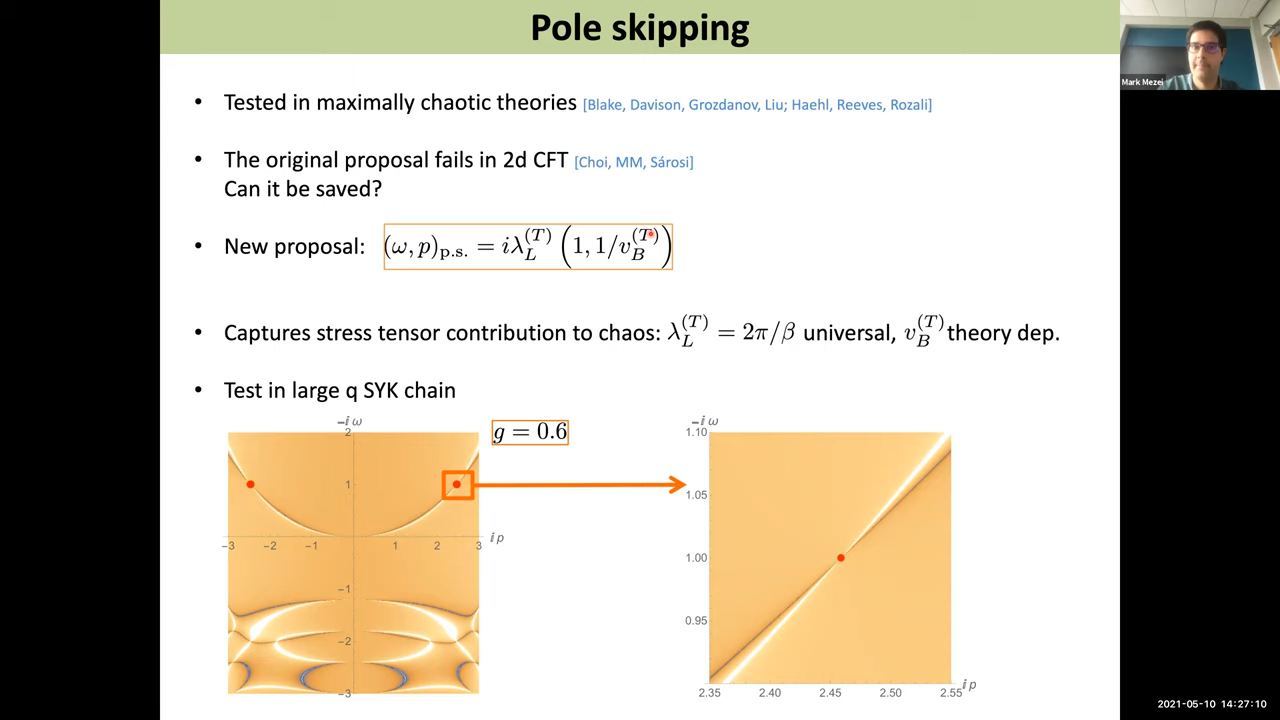 Pole skipping
Mark Mezei
• Tested in maximally chaotic theories [Blake, Davison, Grozdanov, Liu; Haehl, Reeves, Rozali]
• The original proposal fails in 2d CFT [Choi, MM, Sárosi]
Can it be saved?
• New proposal: (ω, p)p.s. = iλ_L^(T) (1, 1/v_B^(T))
• Captures stress tensor contribution to chaos: λ_L^(T) = 2π/β universal, v_B^(T) theory dep.
• Test in large q SYK chain
-ⅈ ω
2
1
-3 -2 -1 1 2 3 ⅈ p
-1
-2
-3
g = 0.6
-ⅈ ω
1.10
1.05
1.00
0.95
2.35 2.40 2.45 2.50 2.55 ⅈ p
2021-05-10 14:27:10